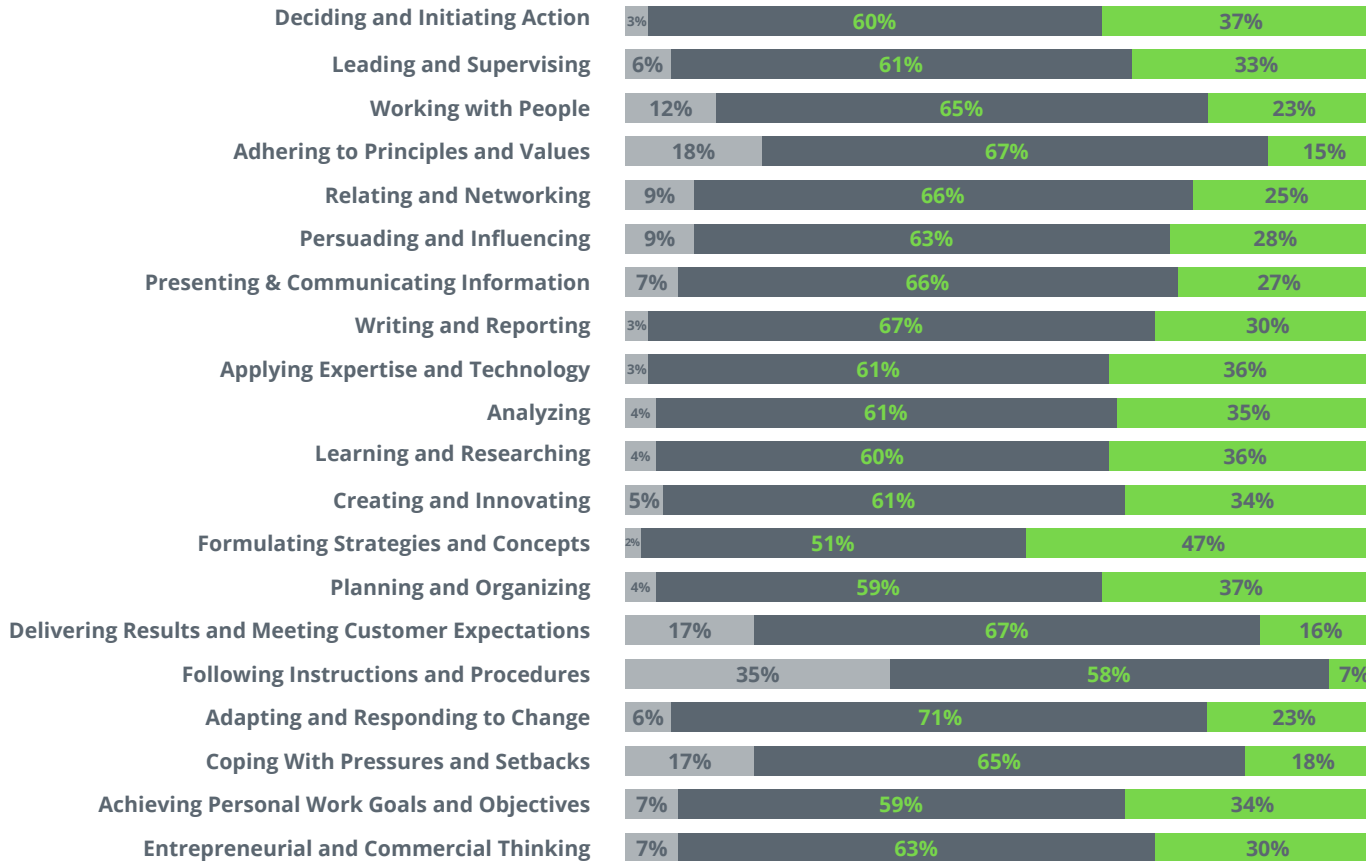 Deciding and Initiating Action 3% 60% 37%
Leading and Supervising 6% 61% 33%
Working with People 12% 65% 23%
Adhering to Principles and Values 18% 67% 15%
Relating and Networking 9% 66% 25%
Persuading and Influencing 9% 63% 28%
Presenting & Communicating Information 7% 66% 27%
Writing and Reporting 3% 67% 30%
Applying Expertise and Technology 3% 61% 36%
Analyzing 4% 61% 35%
Learning and Researching 4% 60% 36%
Creating and Innovating 5% 61% 34%
Formulating Strategies and Concepts 2% 51% 47%
Planning and Organizing 4% 59% 37%
Delivering Results and Meeting Customer Expectations 17% 67% 16%
Following Instructions and Procedures 35% 58% 7%
Adapting and Responding to Change 6% 71% 23%
Coping With Pressures and Setbacks 17% 65% 18%
Achieving Personal Work Goals and Objectives 7% 59% 34%
Entrepreneurial and Commercial Thinking 7% 63% 30%